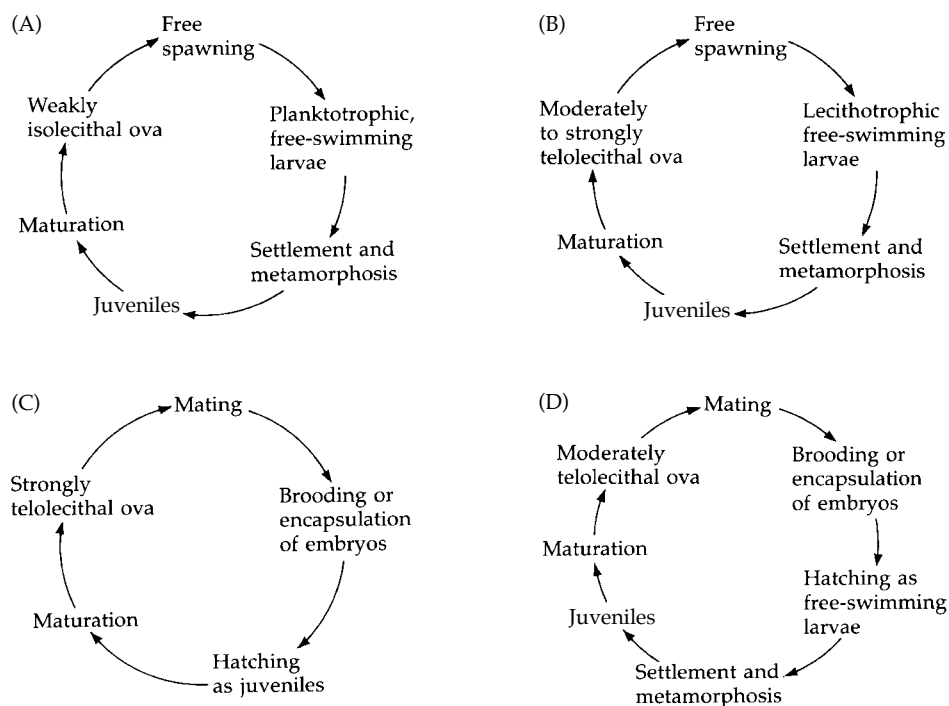 (A)
Free
spawning
Planktotrophic,
free-swimming
larvae
Settlement and
metamorphosis
Juveniles
Maturation
Weakly
isolecithal ova
(B)
Free
spawning
Lecithotrophic
free-swimming
larvae
Settlement and
metamorphosis
Juveniles
Maturation
Moderately
to strongly
telolecithal ova
(C)
Mating
Brooding or
encapsulation
of embryos
Hatching
as juveniles
Maturation
Strongly
telolecithal ova
(D)
Mating
Brooding or
encapsulation
of embryos
Hatching as
free-swimming
larvae
Settlement and
metamorphosis
Juveniles
Maturation
Moderately
telolecithal ova